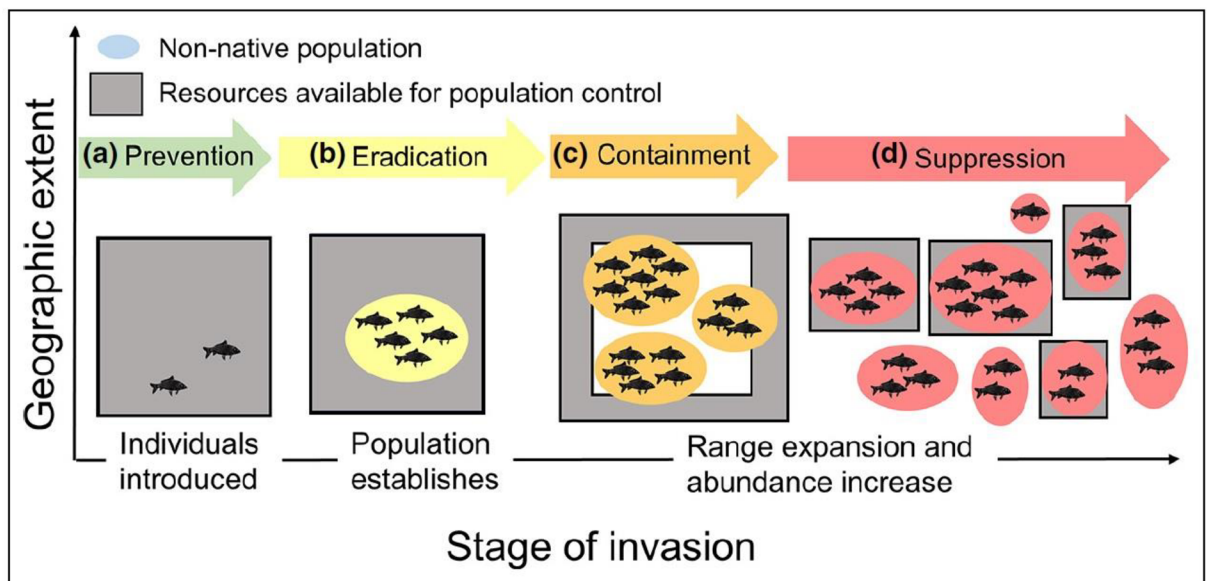 Non-native population
Resources available for population control
(a) Prevention
(b) Eradication
(c) Containment
(d) Suppression
Geographic extent
Individuals
introduced
Population
establishes
Range expansion and
abundance increase
Stage of invasion